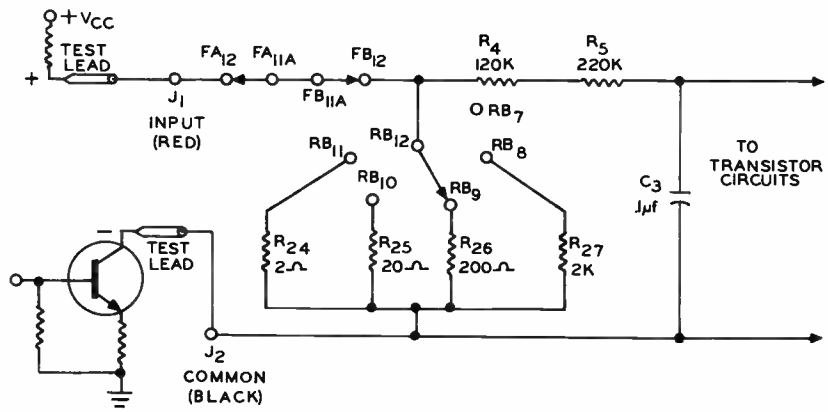 +VCC
TEST LEAD
+
J1
INPUT (RED)
FA12
FA11A
FB11A
FB12
R4
120K
R5
220K
RB7
RB12
RB11
RB10
RB9
RB8
R24
2Ω
R25
20Ω
R26
200Ω
R27
2K
C3
.1µf
TO
TRANSISTOR
CIRCUITS
-
TEST
LEAD
J2
COMMON
(BLACK)